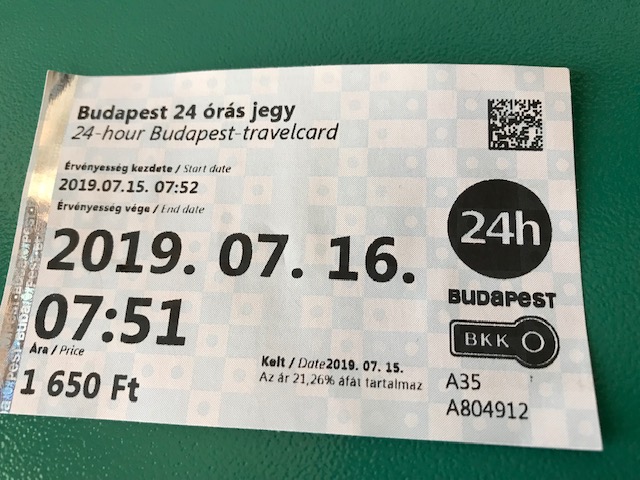 Budapest 24 órás jegy
24-hour Budapest-travelcard
Érvényesség kezdete / Start date
2019.07.15. 07:52
Érvényesség vége / End date
2019. 07. 16.
07:51
24h
BUDAPEST
BKK
Ára / Price
1 650 Ft
Kelt / Date2019. 07. 15.
Az ár 21,26% áfát tartalmaz
A35
A804912